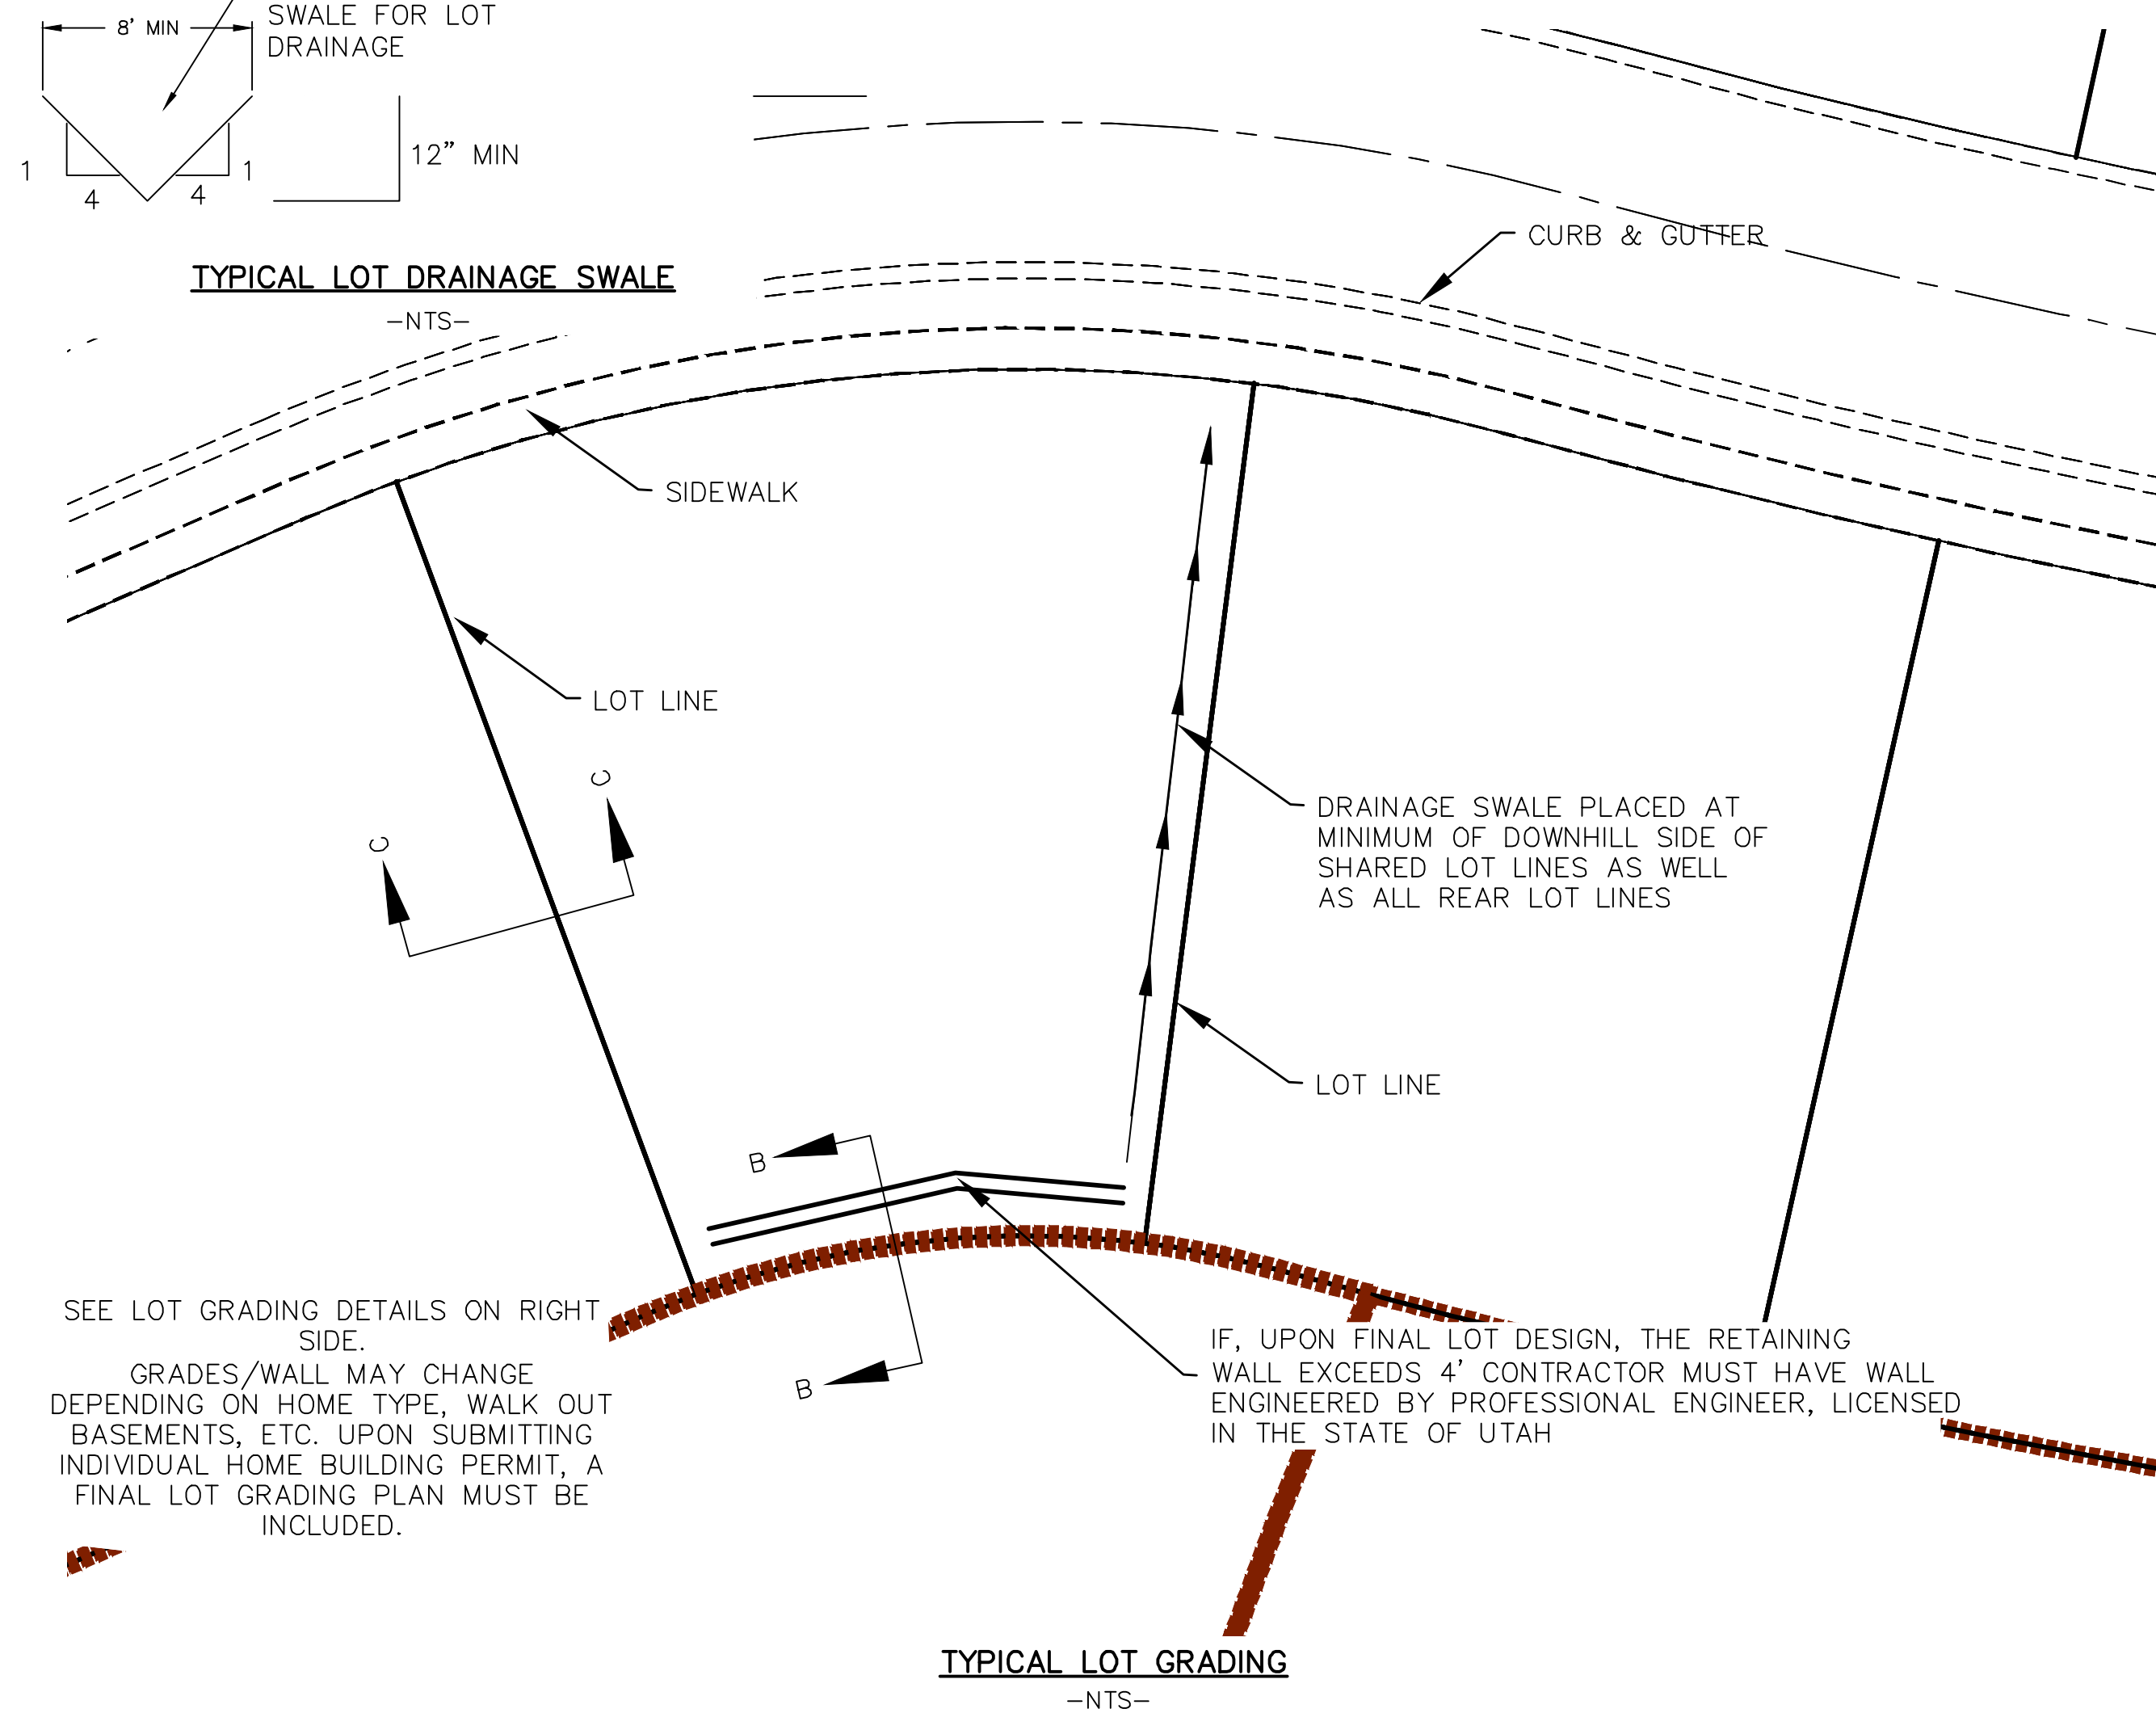 8' MIN
SWALE FOR LOT
DRAINAGE
1
4
4
1
12" MIN
TYPICAL LOT DRAINAGE SWALE
-NTS-
CURB & GUTTER
SIDEWALK
LOT LINE
C
C
DRAINAGE SWALE PLACED AT
MINIMUM OF DOWNHILL SIDE OF
SHARED LOT LINES AS WELL
AS ALL REAR LOT LINES
LOT LINE
B
B
SEE LOT GRADING DETAILS ON RIGHT
SIDE.
GRADES/WALL MAY CHANGE
DEPENDING ON HOME TYPE, WALK OUT
BASEMENTS, ETC. UPON SUBMITTING
INDIVIDUAL HOME BUILDING PERMIT, A
FINAL LOT GRADING PLAN MUST BE
INCLUDED.
IF, UPON FINAL LOT DESIGN, THE RETAINING
WALL EXCEEDS 4' CONTRACTOR MUST HAVE WALL
ENGINEERED BY PROFESSIONAL ENGINEER, LICENSED
IN THE STATE OF UTAH
TYPICAL LOT GRADING
-NTS-